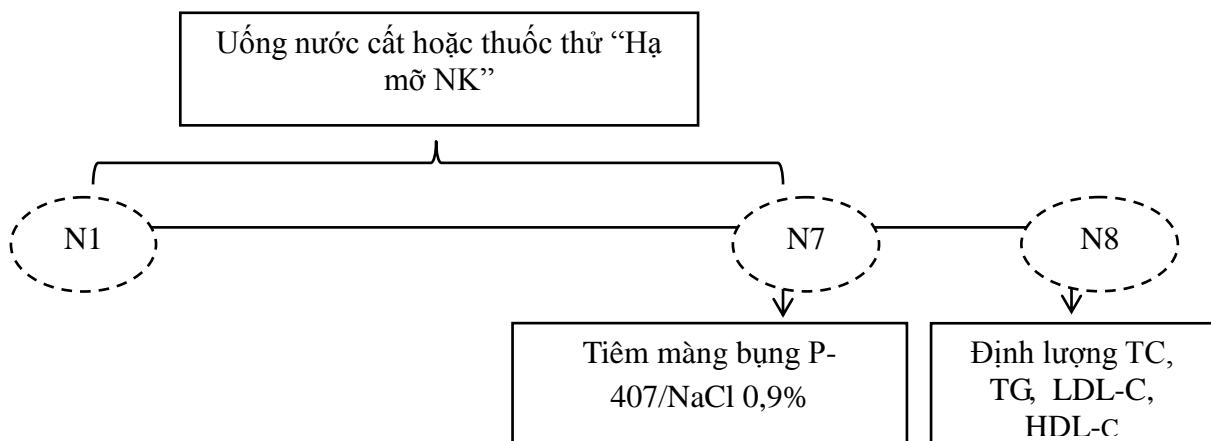 Uống nước cất hoặc thuốc thử “Hạ
mỡ NK”
N1
N7
N8
Tiêm màng bụng P-
407/NaCl 0,9%
Định lượng TC,
TG, LDL-C,
HDL-C